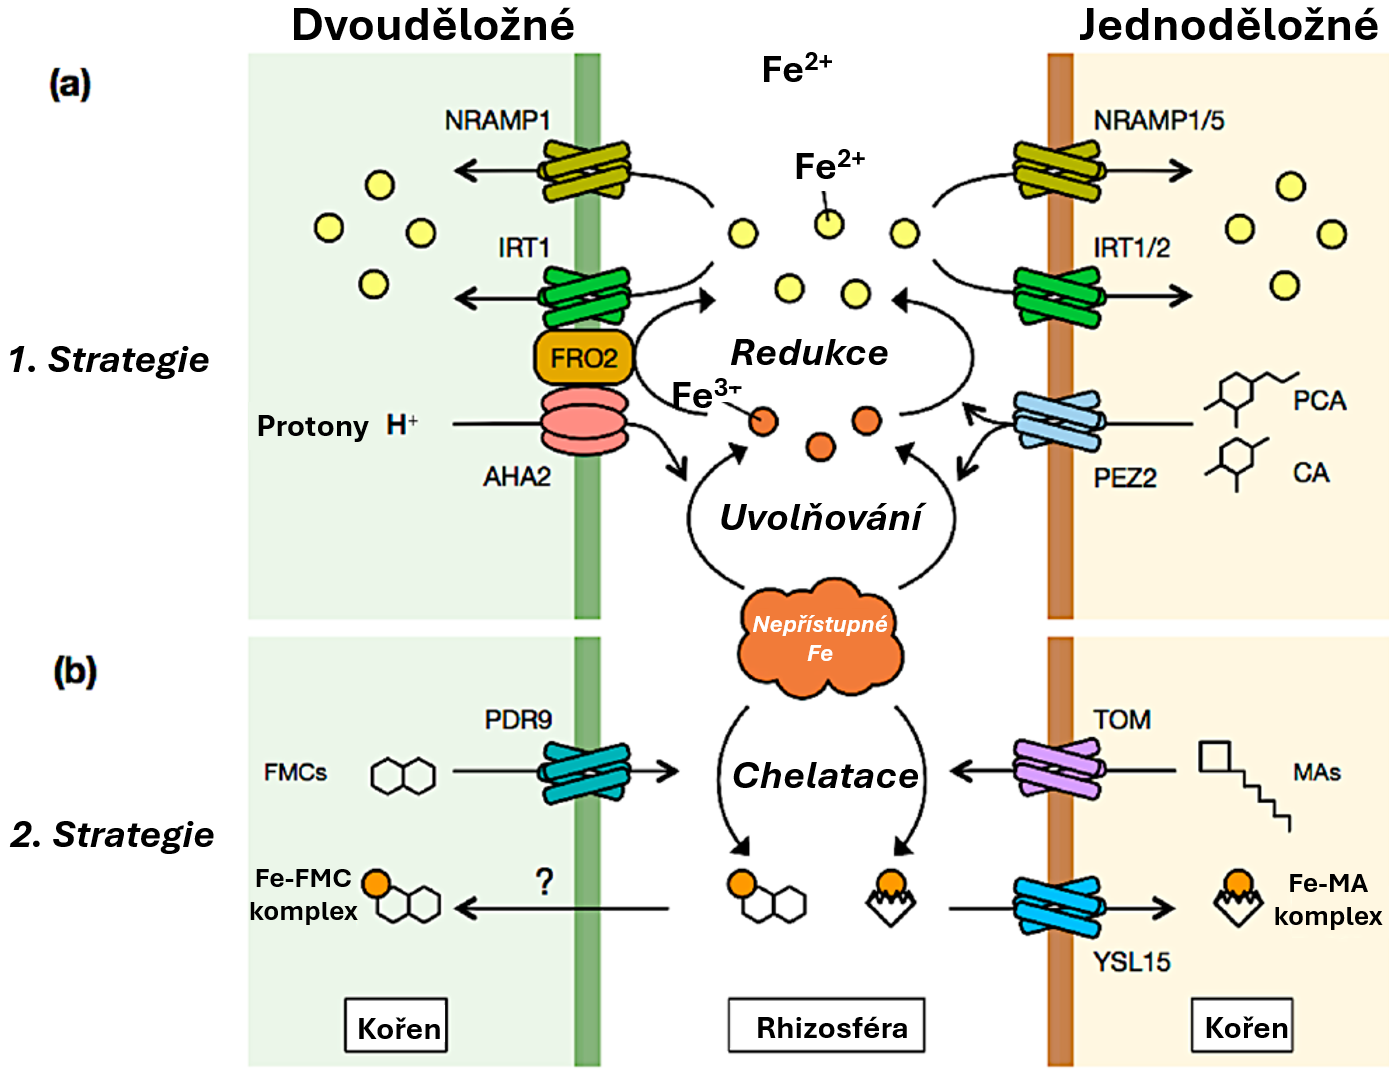 Dvouděložné
Jednoděložné
(a)
Fe2+
NRAMP1
NRAMP1/5
Fe2+
IRT1
IRT1/2
1. Strategie
FRO2
Redukce
Fe3+
PCA
Protony H+
AHA2
PEZ2
CA
Uvolňování
Nepřístupné
Fe
(b)
PDR9
TOM
FMCs
Chelatace
MAs
2. Strategie
Fe-FMC
komplex
?
Fe-MA
komplex
YSL15
Kořen
Rhizosféra
Kořen